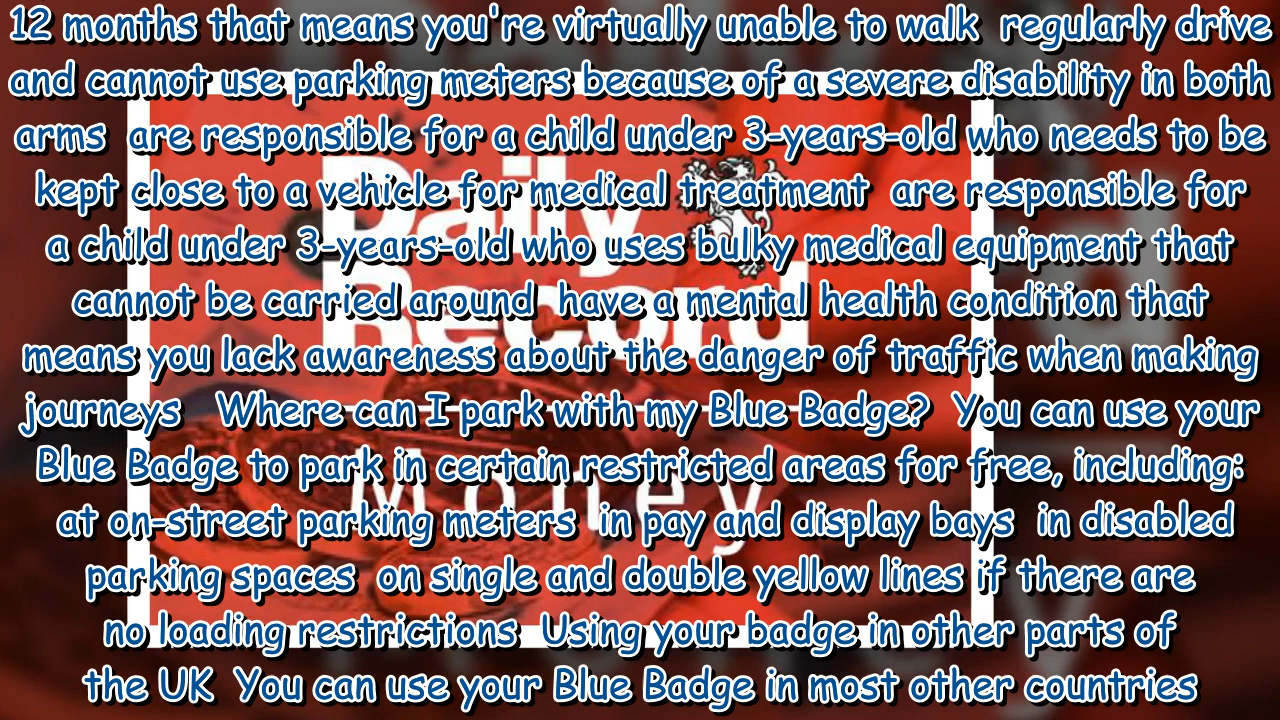 12 months that means you're virtually unable to walk  regularly drive
and cannot use parking meters because of a severe disability in both
arms  are responsible for a child under 3-years-old who needs to be
kept close to a vehicle for medical treatment  are responsible for
a child under 3-years-old who uses bulky medical equipment that
cannot be carried around  have a mental health condition that
means you lack awareness about the danger of traffic when making
journeys   Where can I park with my Blue Badge?  You can use your
Blue Badge to park in certain restricted areas for free, including:
at on-street parking meters  in pay and display bays  in disabled
parking spaces  on single and double yellow lines if there are
no loading restrictions  Using your badge in other parts of
the UK  You can use your Blue Badge in most other countries
Daily
Record
Money